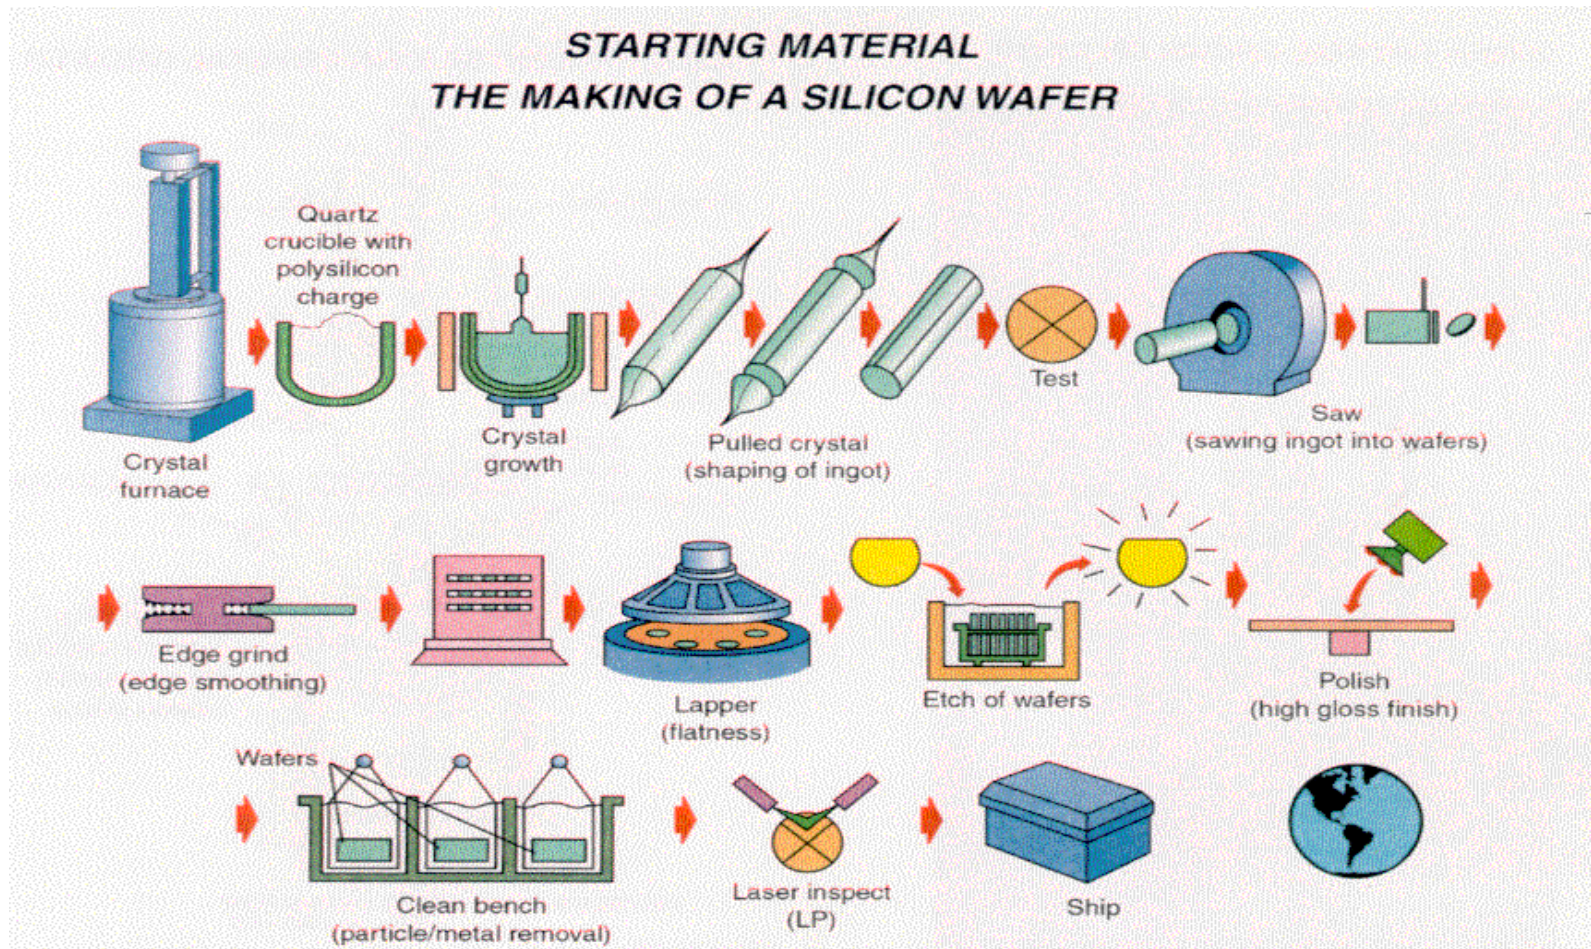 STARTING MATERIAL
THE MAKING OF A SILICON WAFER
Quartz
crucible with
polysilicon
charge
Crystal
furnace
Crystal
growth
Pulled crystal
(shaping of ingot)
Test
Saw
(sawing ingot into wafers)
Edge grind
(edge smoothing)
Lapper
(flatness)
Etch of wafers
Polish
(high gloss finish)
Wafers
Clean bench
(particle/metal removal)
Laser inspect
(LP)
Ship